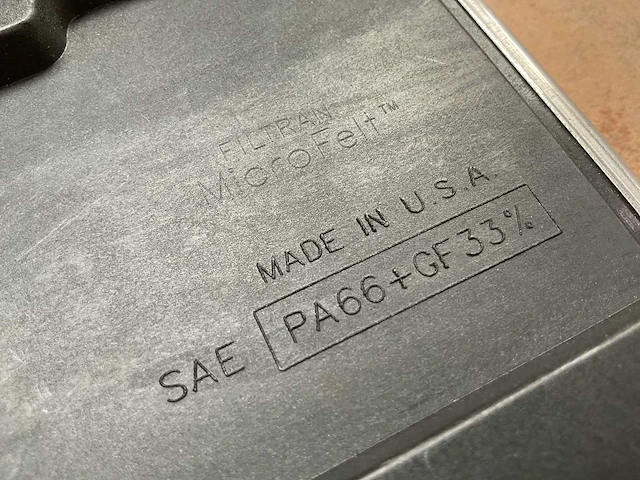 FILTRAN
MicroFelt™
MADE IN U.S.A.
SAE PA66+GF33%